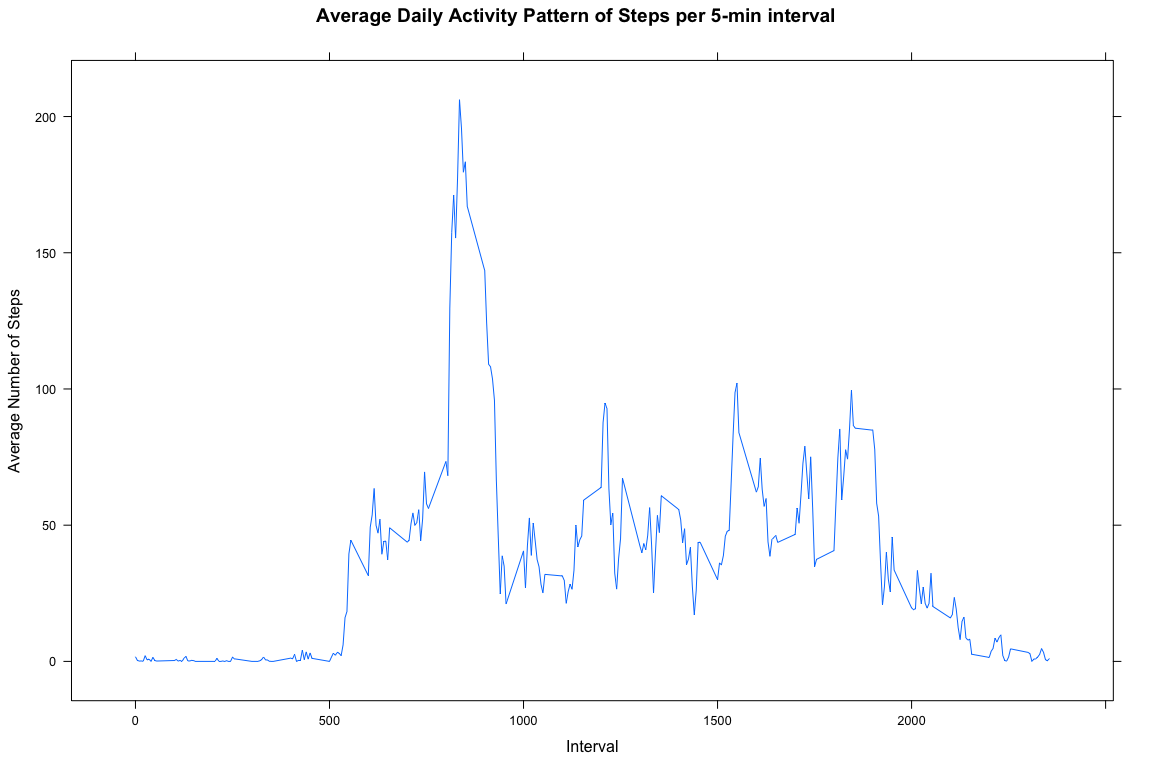 Average Daily Activity Pattern of Steps per 5-min interval
Average Number of Steps
200
150
100
50
0
0 500 1000 1500 2000
Interval